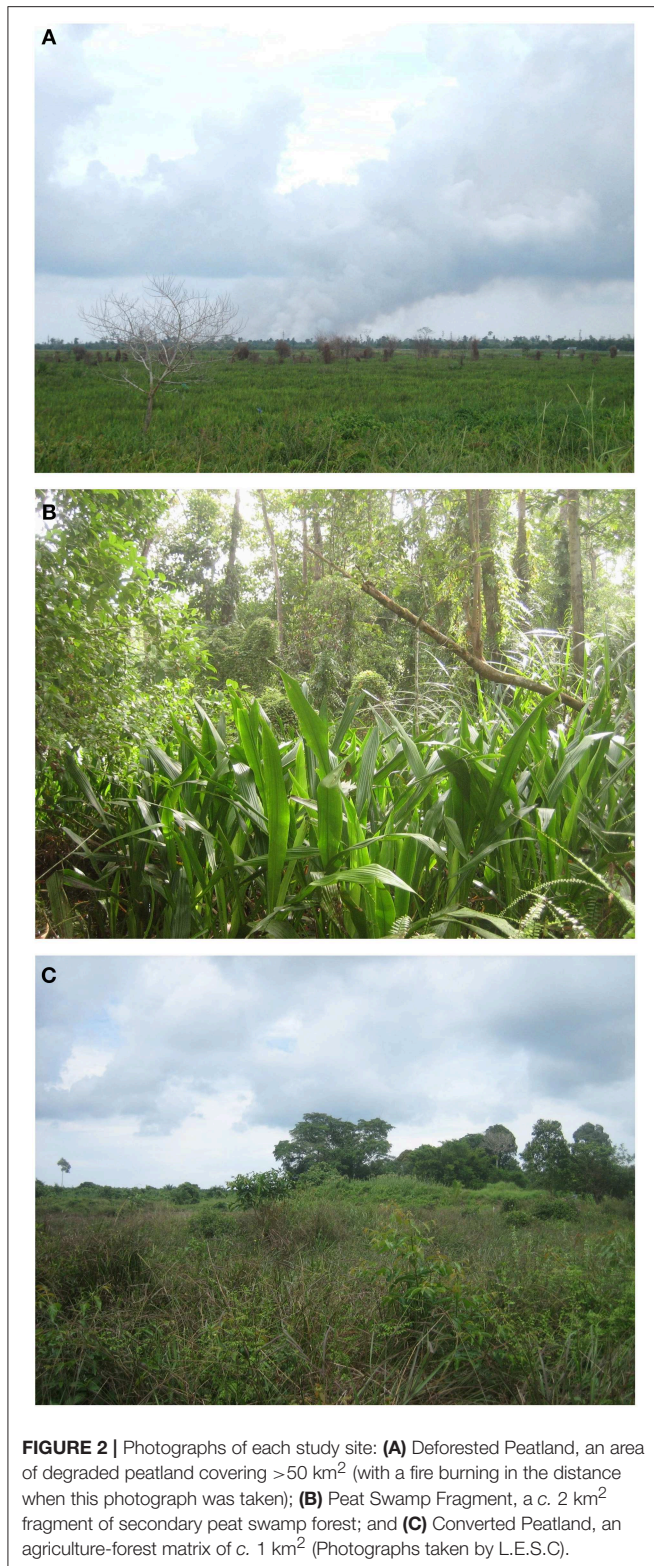 A
B
C
FIGURE 2 | Photographs of each study site: (A) Deforested Peatland, an area
of degraded peatland covering >50 km² (with a fire burning in the distance
when this photograph was taken); (B) Peat Swamp Fragment, a c. 2 km²
fragment of secondary peat swamp forest; and (C) Converted Peatland, an
agriculture-forest matrix of c. 1 km² (Photographs taken by L.E.S.C).